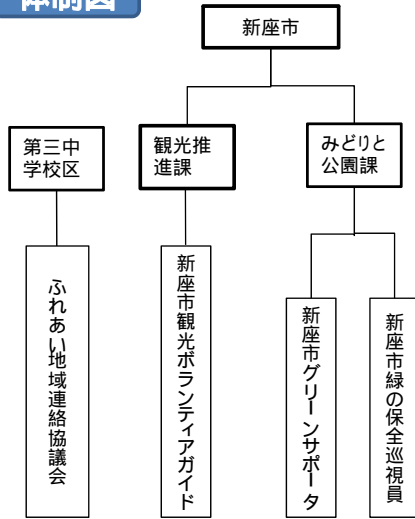 体制図
新座市
第三中
学校区
観光推
進課
みどりと
公園課
ふれあい地域連絡協議会
新座市観光ボランティアガイド
新座市グリーンサポータ
新座市緑の保全巡視員